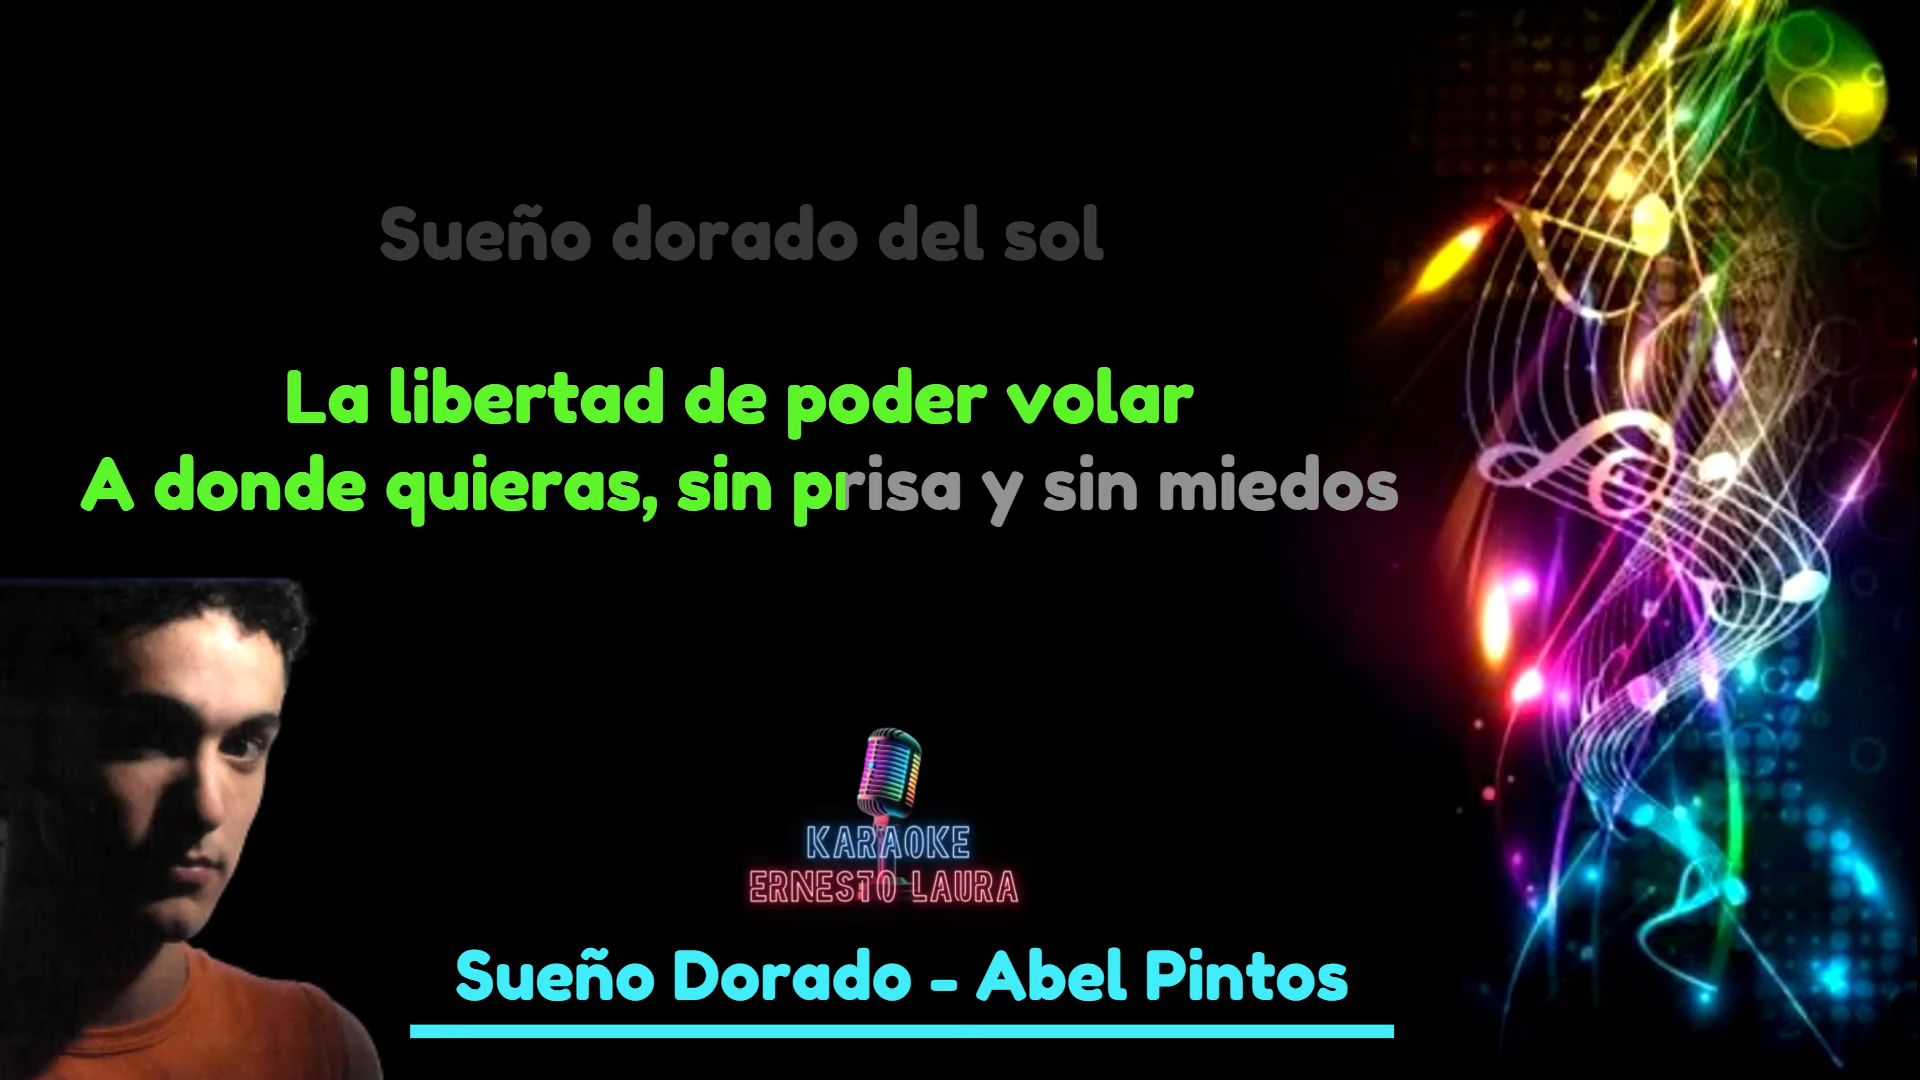 Sueño dorado del sol
La libertad de poder volar
A donde quieras, sin prisa y sin miedos
KARAOKE
ERNESTO LAURA
Sueño Dorado - Abel Pintos